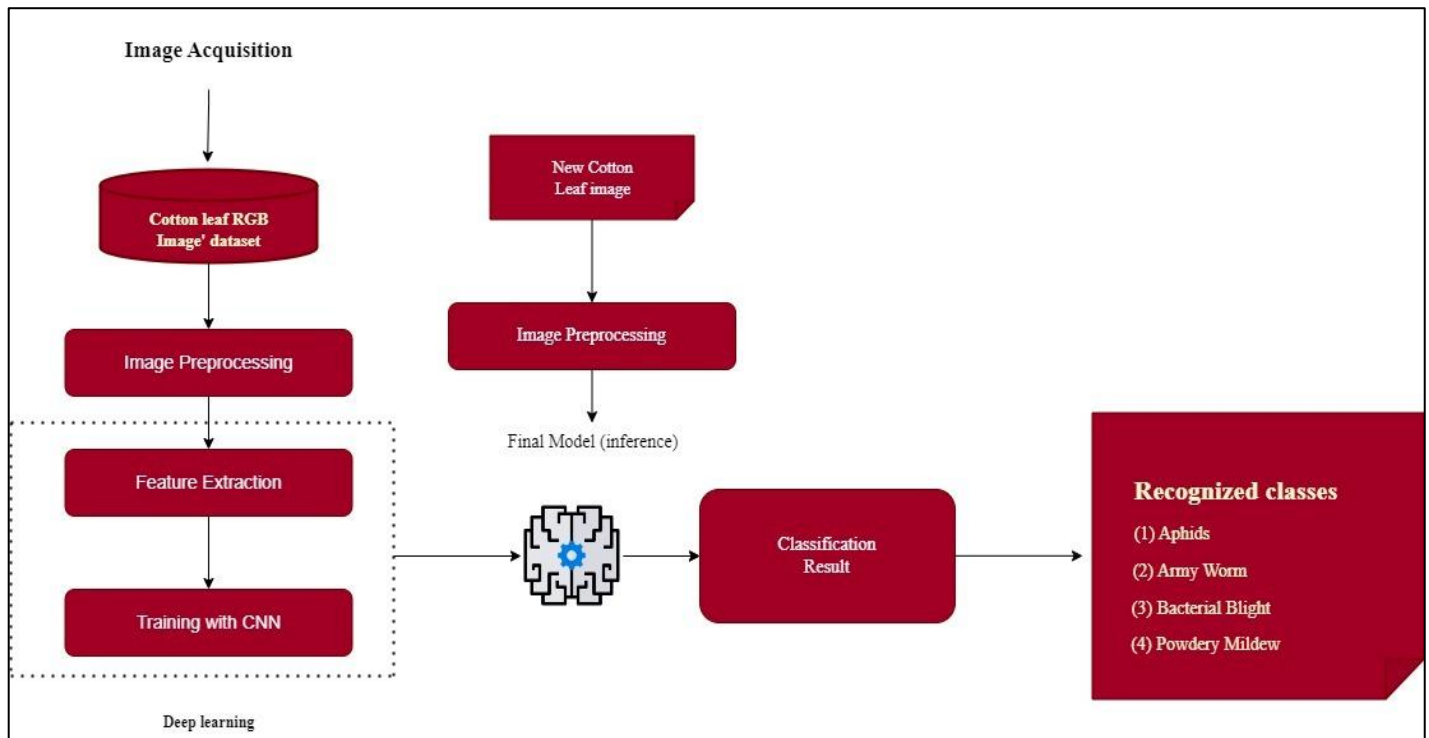 Image Acquisition
Cotton leaf RGB
Image' dataset
Image Preprocessing
Feature Extraction
Training with CNN
Deep learning
New Cotton
Leaf image
Image Preprocessing
Final Model (inference)
Classification
Result
Recognized classes
(1) Aphids
(2) Army Worm
(3) Bacterial Blight
(4) Powdery Mildew